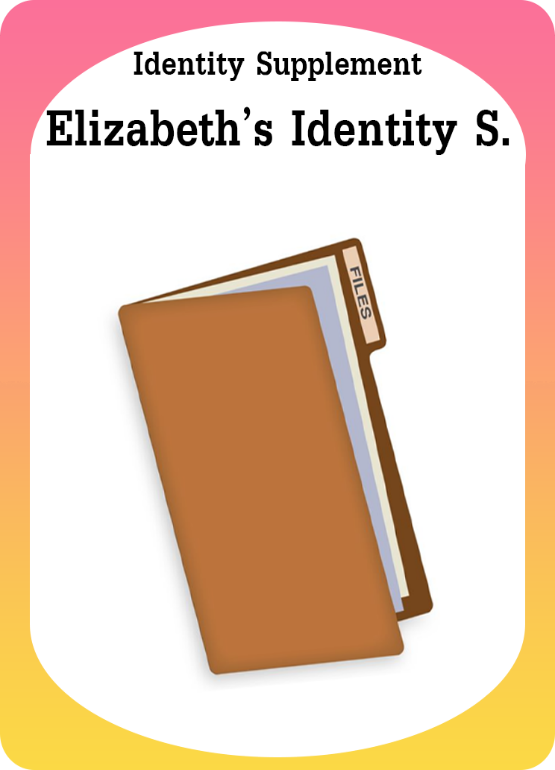 Identity Supplement
Elizabeth's Identity S.
FILES